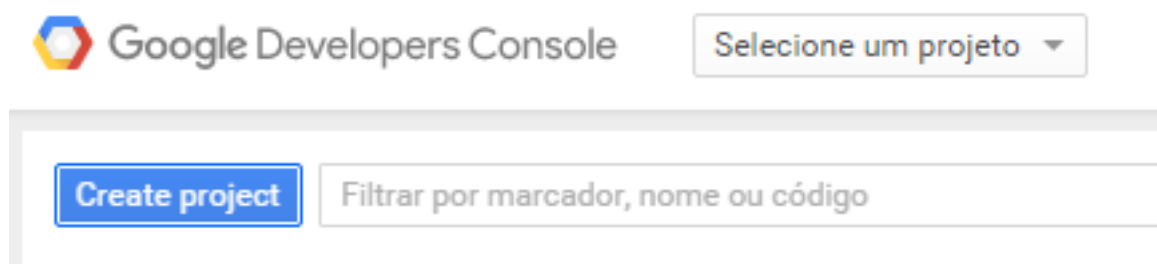 Google Developers Console Selecione um projeto
Create project Filtrar por marcador, nome ou código